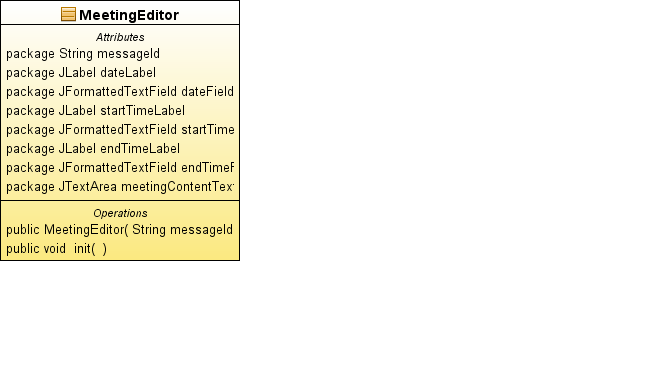 MeetingEditor
Attributes
package String messageId
package JLabel dateLabel
package JFormattedTextField dateField
package JLabel startTimeLabel
package JFormattedTextField startTime
package JLabel endTimeLabel
package JFormattedTextField endTimeF
package JTextArea meetingContentText
Operations
public MeetingEditor( String messageId
public void init( )